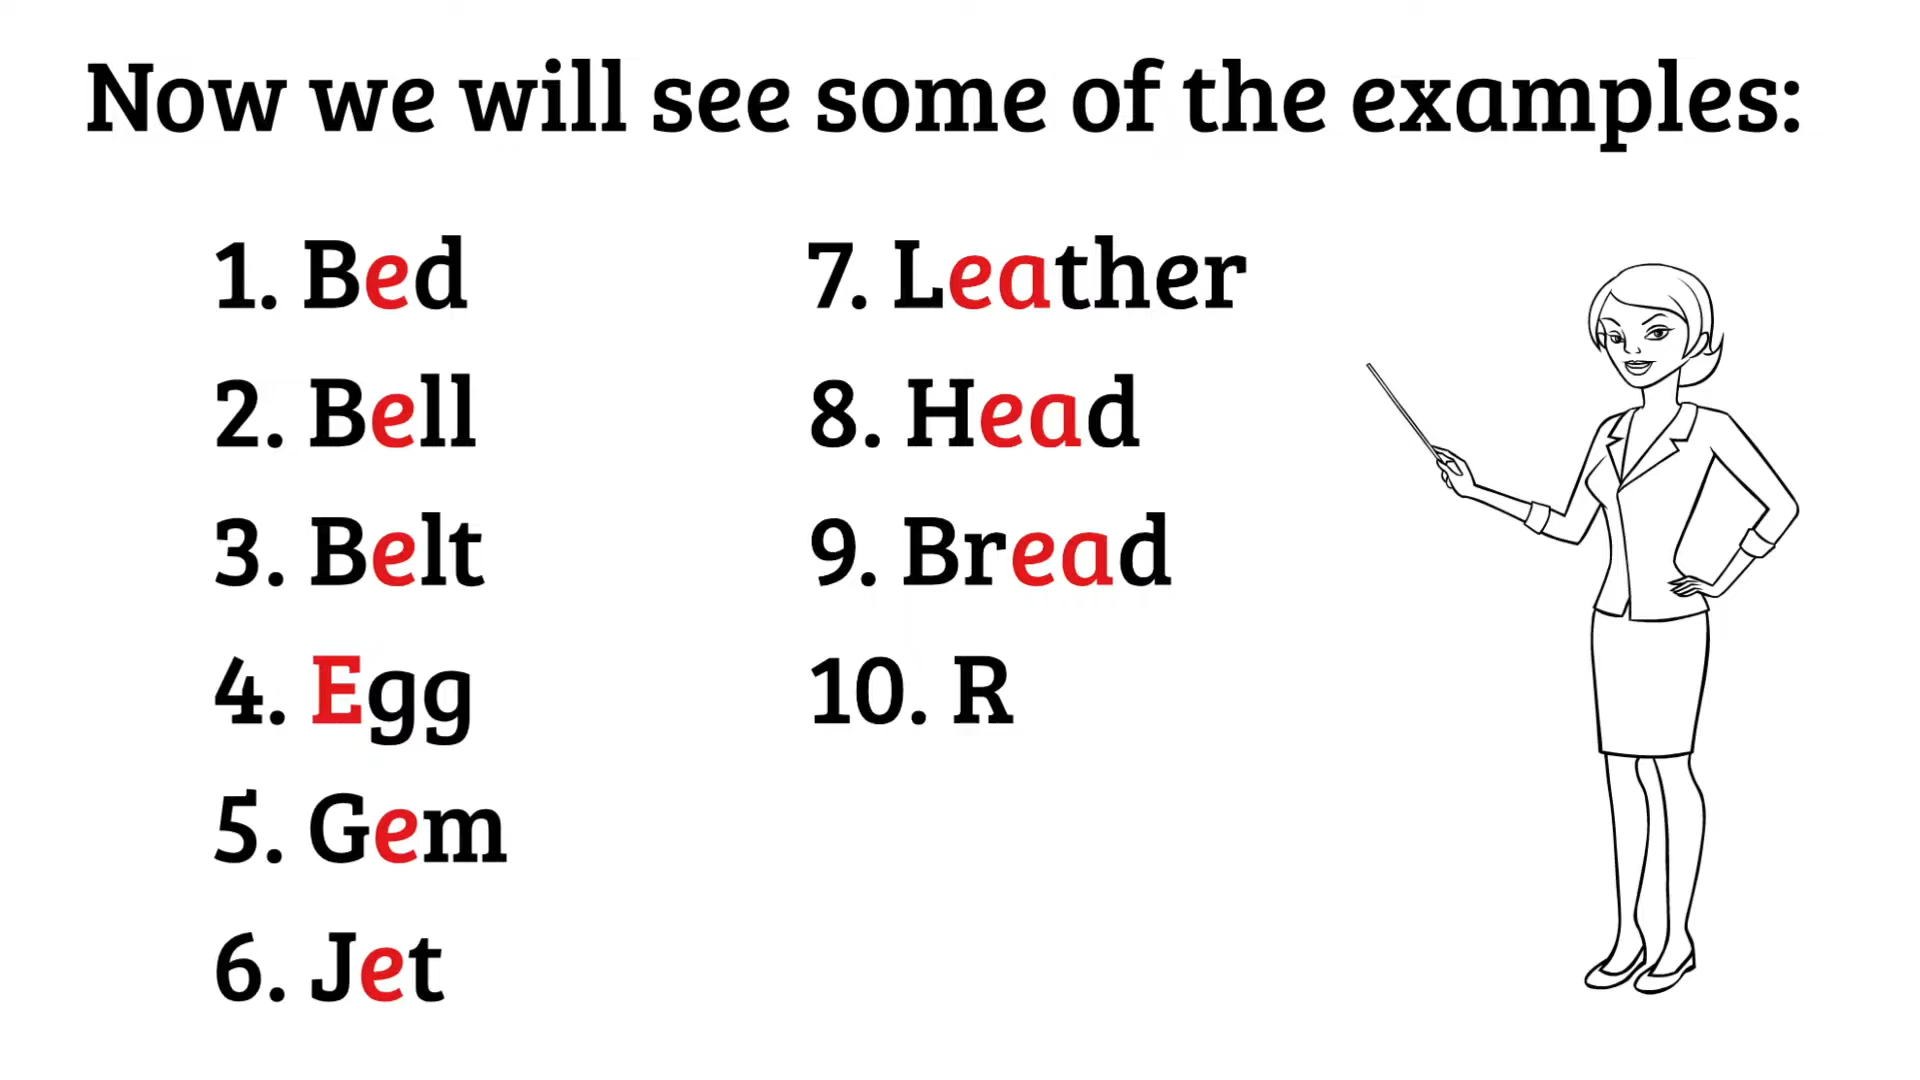 Now we will see some of the examples:
1. Bed
2. Bell
3. Belt
4. Egg
5. Gem
6. Jet
7. Leather
8. Head
9. Bread
10. R